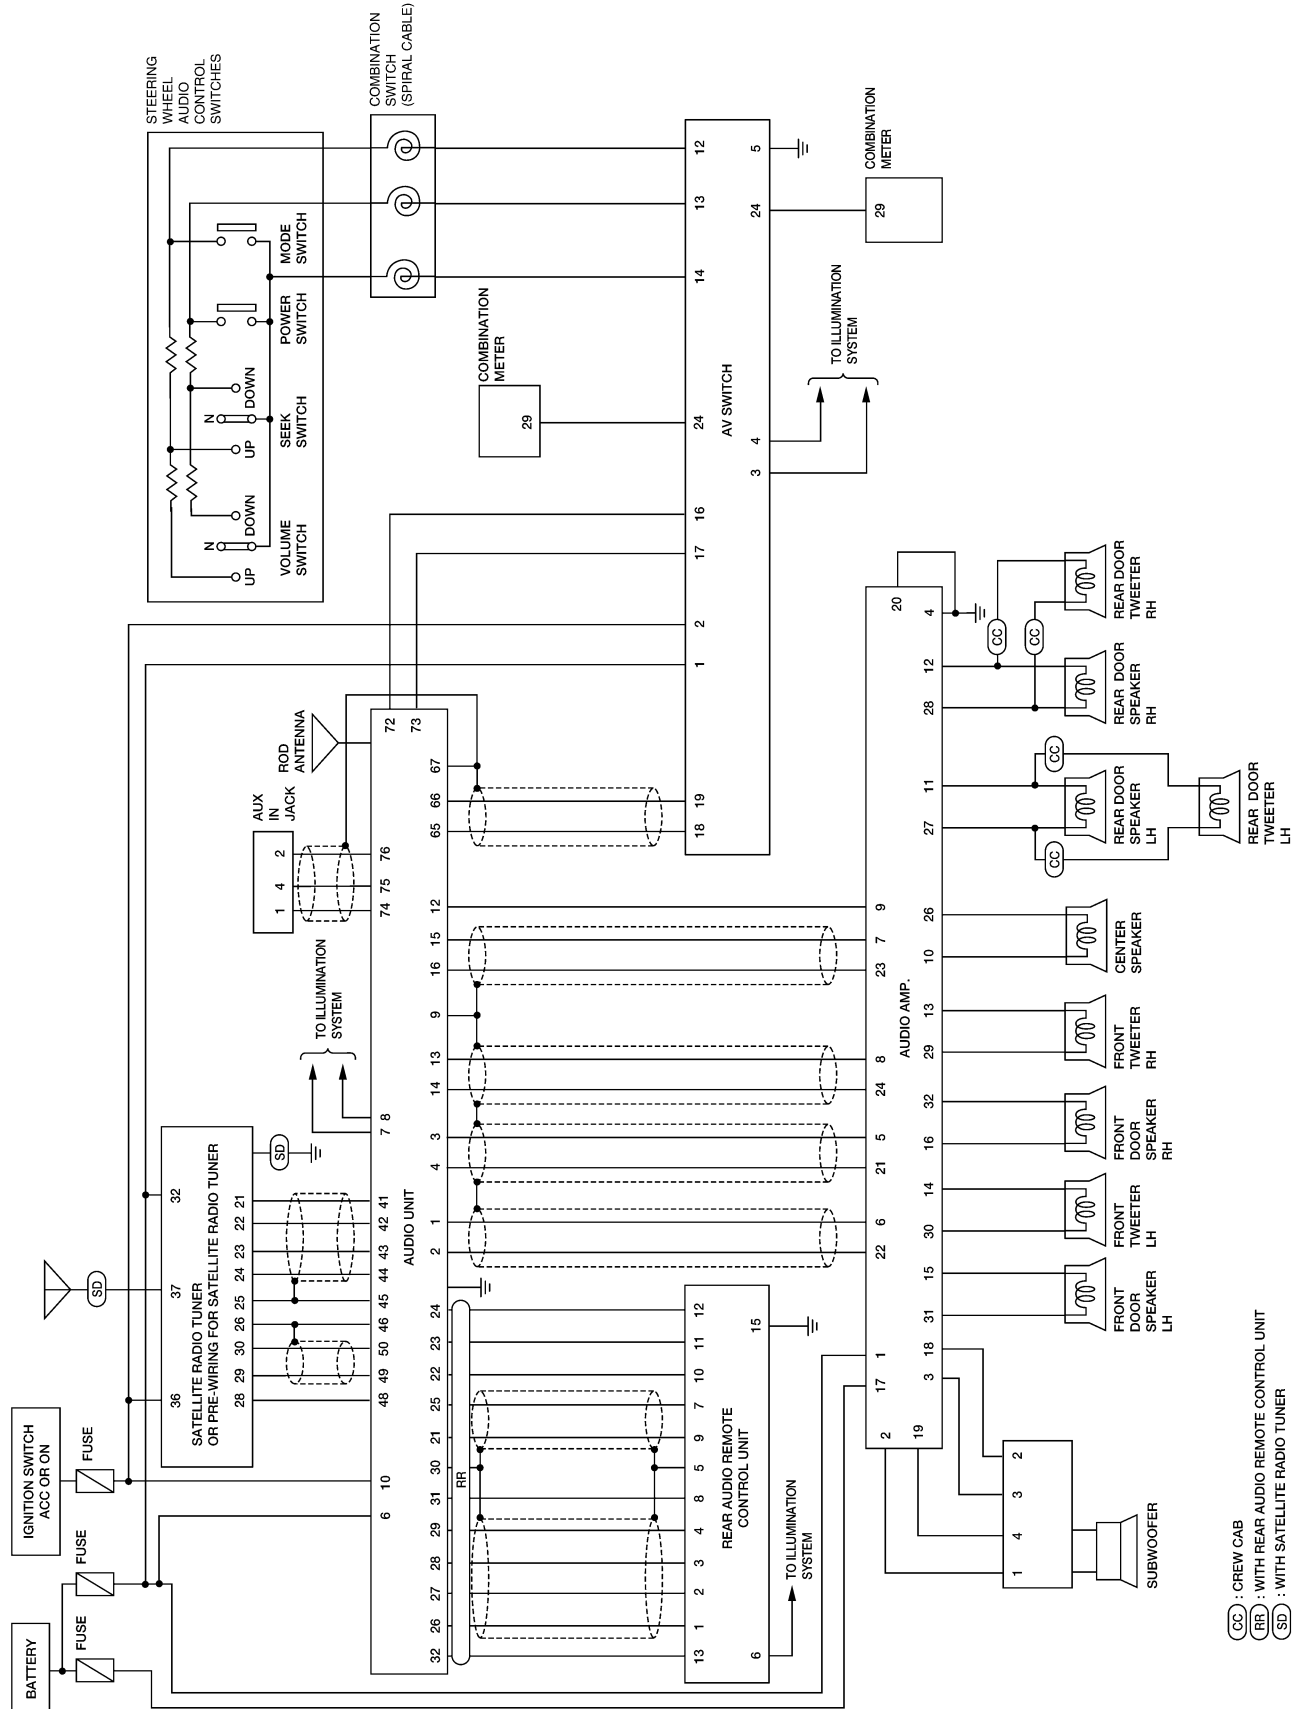 BATTERY
IGNITION SWITCH
ACC OR ON
FUSE
FUSE
FUSE
SD
36
37
32
SATELLITE RADIO TUNER
OR PRE-WIRING FOR SATELLITE RADIO TUNER
28
29
30
26
25
24
23
22
21
SD
STEERING
WHEEL
AUDIO
CONTROL
SWITCHES
UP
N
DOWN
VOLUME
SWITCH
UP
N
DOWN
SEEK
SWITCH
POWER
SWITCH
MODE
SWITCH
COMBINATION
SWITCH
(SPIRAL CABLE)
TO ILLUMINATION
SYSTEM
AUX
IN
JACK
1
4
2
ROD
ANTENNA
6
10
48
49
50
46
45
44
43
42
41
7
8
74
75
76
72
73
AUDIO UNIT
32
26
27
28
29
31
30
21
25
22
23
24
2
1
4
3
14
13
9
16
15
12
65
66
67
RR
COMBINATION
METER
29
13
1
2
3
4
8
5
9
7
10
11
12
REAR AUDIO REMOTE
CONTROL UNIT
6
15
TO ILLUMINATION
SYSTEM
18
19
1
2
17
16
24
14
13
12
AV SWITCH
3
4
24
5
TO ILLUMINATION
SYSTEM
COMBINATION
METER
29
17
1
22
6
21
5
24
8
23
7
9
AUDIO AMP.
2
19
3
18
31
15
30
14
16
32
29
13
10
26
27
11
28
12
4
20
1
4
3
2
SUBWOOFER
FRONT
DOOR
SPEAKER
LH
FRONT
TWEETER
LH
FRONT
DOOR
SPEAKER
RH
FRONT
TWEETER
RH
CENTER
SPEAKER
CC
CC
REAR DOOR
SPEAKER
LH
REAR DOOR
TWEETER
LH
CC
CC
REAR DOOR
SPEAKER
RH
REAR DOOR
TWEETER
RH
CC : CREW CAB
RR : WITH REAR AUDIO REMOTE CONTROL UNIT
SD : WITH SATELLITE RADIO TUNER